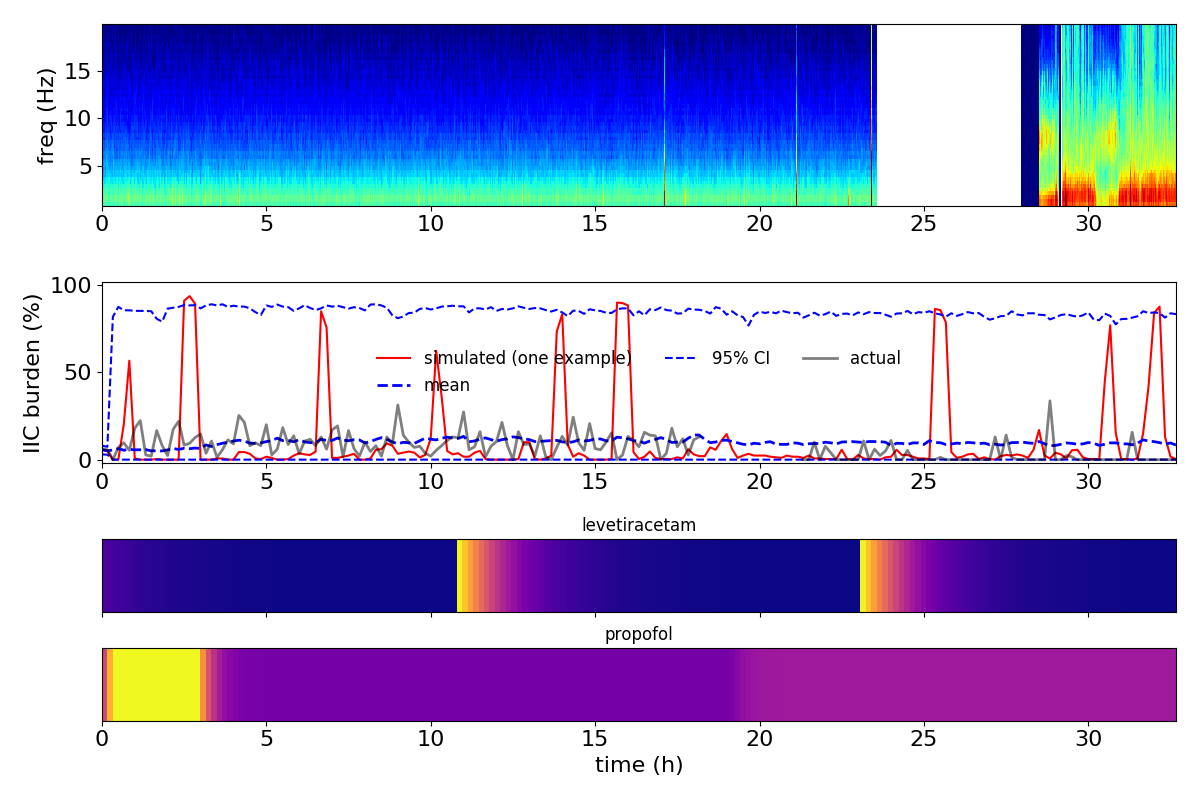 freq (Hz)
15
10
5
0 5 10 15 20 25 30
IIC burden (%)
100
50
0
simulated (one example) 95% CI actual
mean
0 5 10 15 20 25 30
levetiracetam
propofol
0 5 10 15 20 25 30
time (h)